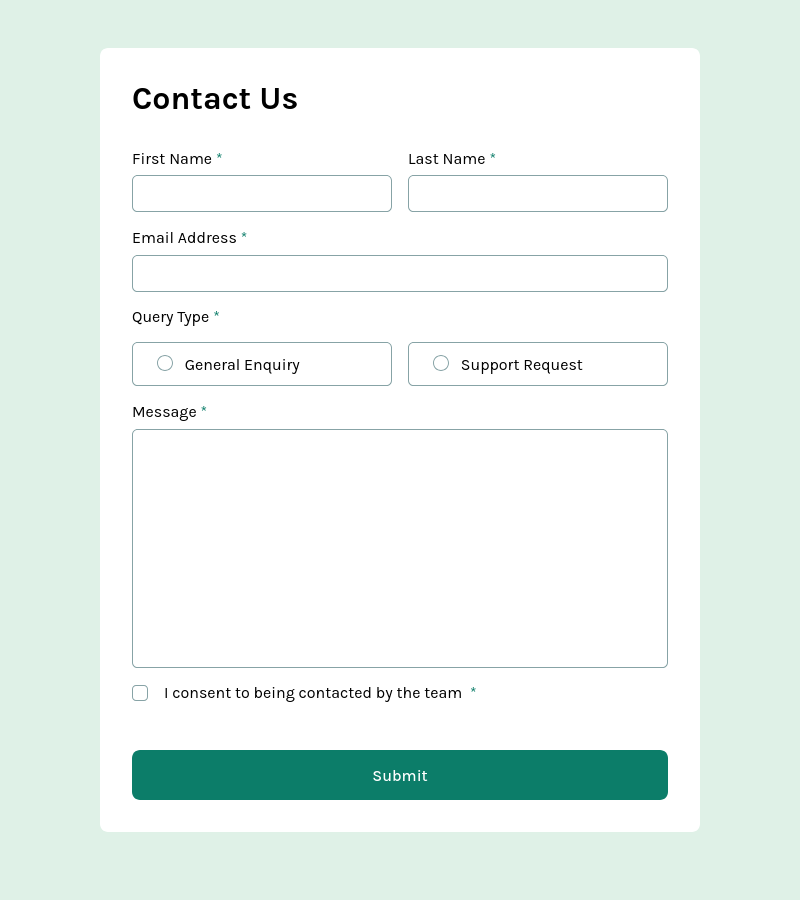 Contact Us
First Name *
Last Name *
Email Address *
Query Type *
General Enquiry
Support Request
Message *
I consent to being contacted by the team *
Submit